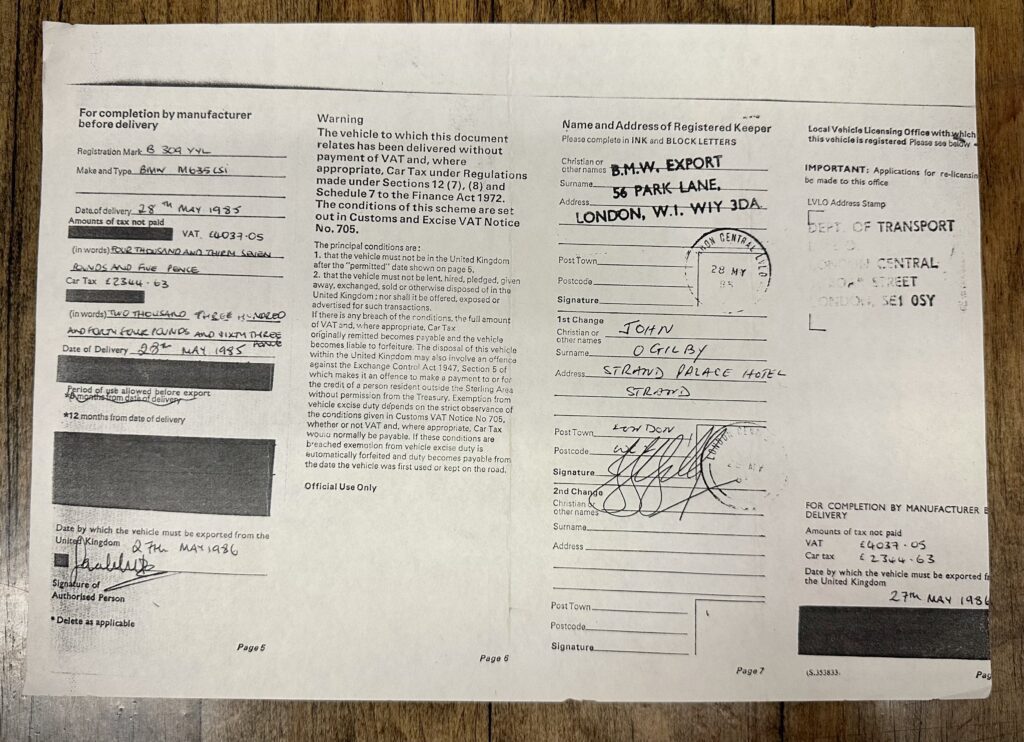 For completion by manufacturer
before delivery
Registration Mark B 309 YYL
Make and Type BMW M635CSi
Date of delivery 28TH MAY 1985
Amounts of tax not paid
VAT £4037-05
(in words) FOUR THOUSAND AND THIRTY SEVEN
POUNDS AND FIVE PENCE
Car Tax £2344-63
(in words) TWO THOUSAND THREE HUNDRED
AND FORTY FOUR POUNDS AND SIXTY THREE
PENCE
Date of Delivery 28TH MAY 1985
Period of use allowed before export
*6 months from date of delivery
*12 months from date of delivery
Date by which the vehicle must be exported from the
United Kingdom 27TH MAY 1986
Signature of
Authorised Person
* Delete as applicable
Page 5
Warning
The vehicle to which this document
relates has been delivered without
payment of VAT and, where
appropriate, Car Tax under Regulations
made under Sections 12 (7), (8) and
Schedule 7 to the Finance Act 1972.
The conditions of this scheme are set
out in Customs and Excise VAT Notice
No. 705.
The principal conditions are:
1. that the vehicle must not be in the United Kingdom
after the "permitted" date shown on page 5.
2. that the vehicle must not be lent, hired, pledged, given
away, exchanged, sold or otherwise disposed of in the
United Kingdom; nor shall it be offered, exposed or
advertised for such transactions.
If there is any breach of the conditions, the full amount
of VAT and, where appropriate, Car Tax
originally remitted becomes payable and the vehicle
becomes liable to forfeiture. The disposal of this vehicle
within the United Kingdom may also involve an offence
against the Exchange Control Act 1947, Section 5 of
which makes it an offence to make a payment to or for
the credit of a person resident outside the Sterling Area
without permission from the Treasury. Exemption from
vehicle excise duty depends on the strict observance of
the conditions given in Customs VAT Notice No 705,
whether or not VAT and, where appropriate, Car Tax
would normally be payable. If these conditions are
breached exemption from vehicle excise duty is
automatically forfeited and duty becomes payable from
the date the vehicle was first used or kept on the road.
Official Use Only
Page 6
Name and Address of Registered Keeper
Please complete in INK and BLOCK LETTERS
Christian or
other names B.M.W. EXPORT
Surname 56 PARK LANE,
Address LONDON, W.1. W1Y 3DA.
LONDON CENTRAL LVLO
28 MY
85
Post Town
Postcode
Signature
1st Change
Christian or
other names JOHN
Surname OGILBY
Address STRAND PALACE HOTEL
STRAND
Post Town LONDON
Postcode
Signature
2nd Change
Christian or
other names
Surname
Address
Post Town
Postcode
Signature
Page 7
Local Vehicle Licensing Office with which
this vehicle is registered Please see below
IMPORTANT: Applications for re-licensin
be made to this office
LVLO Address Stamp
DEPT. OF TRANSPORT
CENTRAL
STREET
LONDON, SE1 0SY
FOR COMPLETION BY MANUFACTURER B
DELIVERY
Amounts of tax not paid
VAT £4037-05
Car tax £2344-63
Date by which the vehicle must be exported f
the United Kingdom
27TH MAY 1986
(S.353833
Pag